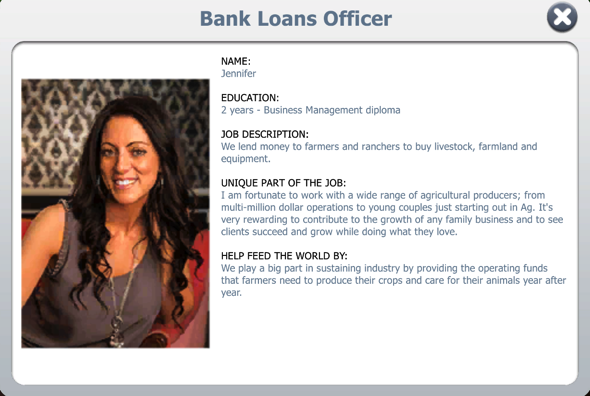 Bank Loans Officer
NAME:
Jennifer
EDUCATION:
2 years - Business Management diploma
JOB DESCRIPTION:
We lend money to farmers and ranchers to buy livestock, farmland and
equipment.
UNIQUE PART OF THE JOB:
I am fortunate to work with a wide range of agricultural producers; from
multi-million dollar operations to young couples just starting out in Ag. It's
very rewarding to contribute to the growth of any family business and to see
clients succeed and grow while doing what they love.
HELP FEED THE WORLD BY:
We play a big part in sustaining industry by providing the operating funds
that farmers need to produce their crops and care for their animals year after
year.